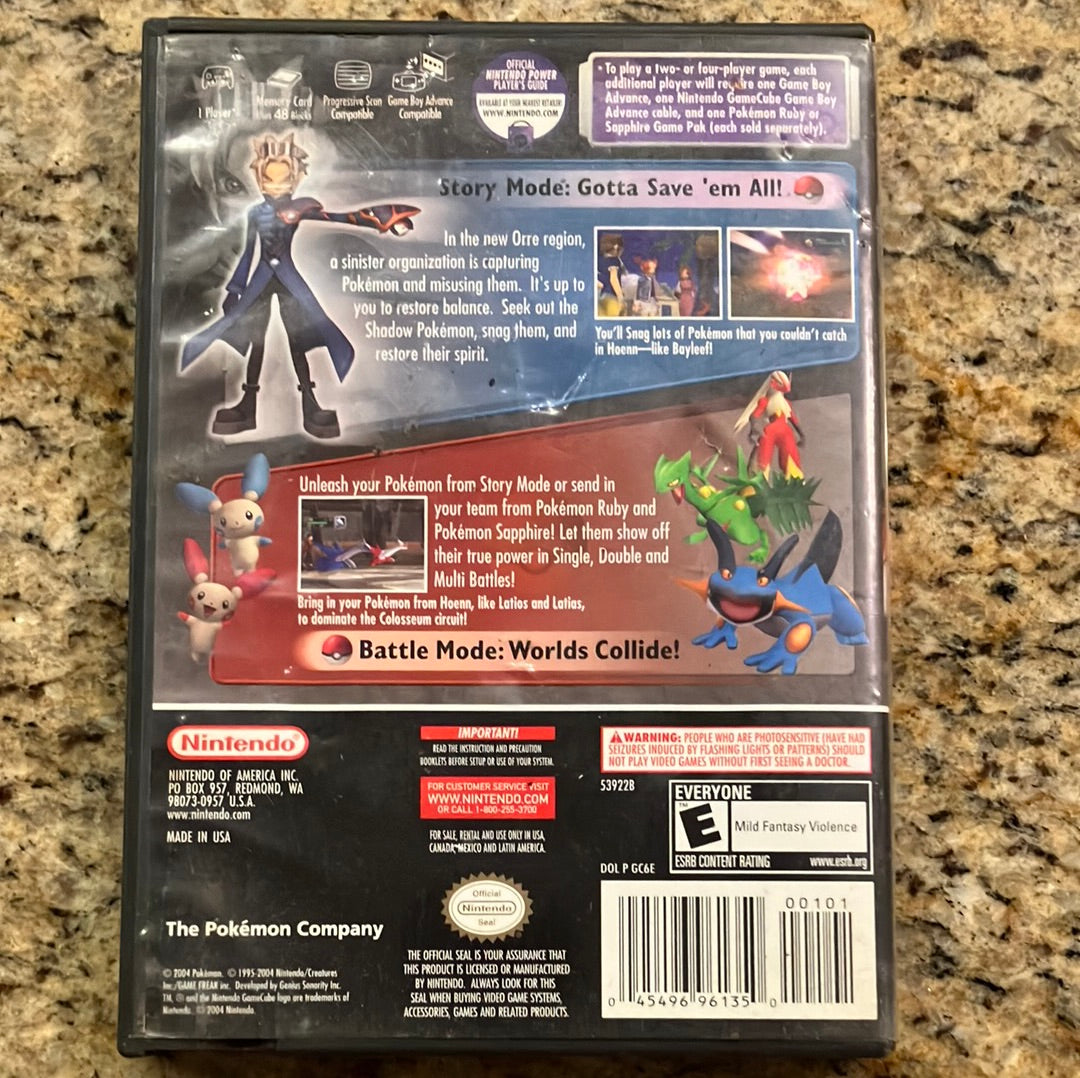 1 Player*
Memory Card
48 Blocks
Progressive Scan
Compatible
Game Boy Advance
Compatible
OFFICIAL
NINTENDO POWER
PLAYER'S GUIDE
AVAILABLE AT YOUR NEAREST RETAILER!
WWW.NINTENDO.COM
• To play a two- or four-player game, each
additional player will require one Game Boy
Advance, one Nintendo GameCube Game Boy
Advance cable, and one Pokémon Ruby or
Sapphire Game Pak (each sold separately).
Story Mode: Gotta Save 'em All!
In the new Orre region,
a sinister organization is capturing
Pokémon and misusing them. It's up to
you to restore balance. Seek out the
Shadow Pokémon, snag them, and
restore their spirit.
You'll Snag lots of Pokémon that you couldn't catch
in Hoenn—like Bayleef!
Unleash your Pokémon from Story Mode or send in
your team from Pokémon Ruby and
Pokémon Sapphire! Let them show off
their true power in Single, Double and
Multi Battles!
Bring in your Pokémon from Hoenn, like Latios and Latias,
to dominate the Colosseum circuit!
Battle Mode: Worlds Collide!
Nintendo®
NINTENDO OF AMERICA INC.
PO BOX 957, REDMOND, WA
98073-0957 U.S.A.
www.nintendo.com
MADE IN USA
IMPORTANT!
READ THE INSTRUCTION AND PRECAUTION
BOOKLETS BEFORE SETUP OR USE OF YOUR SYSTEM.
FOR CUSTOMER SERVICE VISIT
WWW.NINTENDO.COM
OR CALL 1-800-255-3700
FOR SALE, RENTAL AND USE ONLY IN USA,
CANADA, MEXICO AND LATIN AMERICA.
WARNING: PEOPLE WHO ARE PHOTOSENSITIVE (HAVE HAD
SEIZURES INDUCED BY FLASHING LIGHTS OR PATTERNS) SHOULD
NOT PLAY VIDEO GAMES WITHOUT FIRST SEEING A DOCTOR.
53922B
EVERYONE
E™
Mild Fantasy Violence
ESRB CONTENT RATING www.esrb.org
DOL P GC6E
The Pokémon Company
© 2004 Pokémon. © 1995-2004 Nintendo/Creatures
Inc./GAME FREAK inc. Developed by Genius Sonority Inc.
TM, ® and the Nintendo GameCube logo are trademarks of
Nintendo. © 2004 Nintendo.
Official
Nintendo
Seal
THE OFFICIAL SEAL IS YOUR ASSURANCE THAT
THIS PRODUCT IS LICENSED OR MANUFACTURED
BY NINTENDO. ALWAYS LOOK FOR THIS
SEAL WHEN BUYING VIDEO GAME SYSTEMS,
ACCESSORIES, GAMES AND RELATED PRODUCTS.
00101
0 45496 96135 0